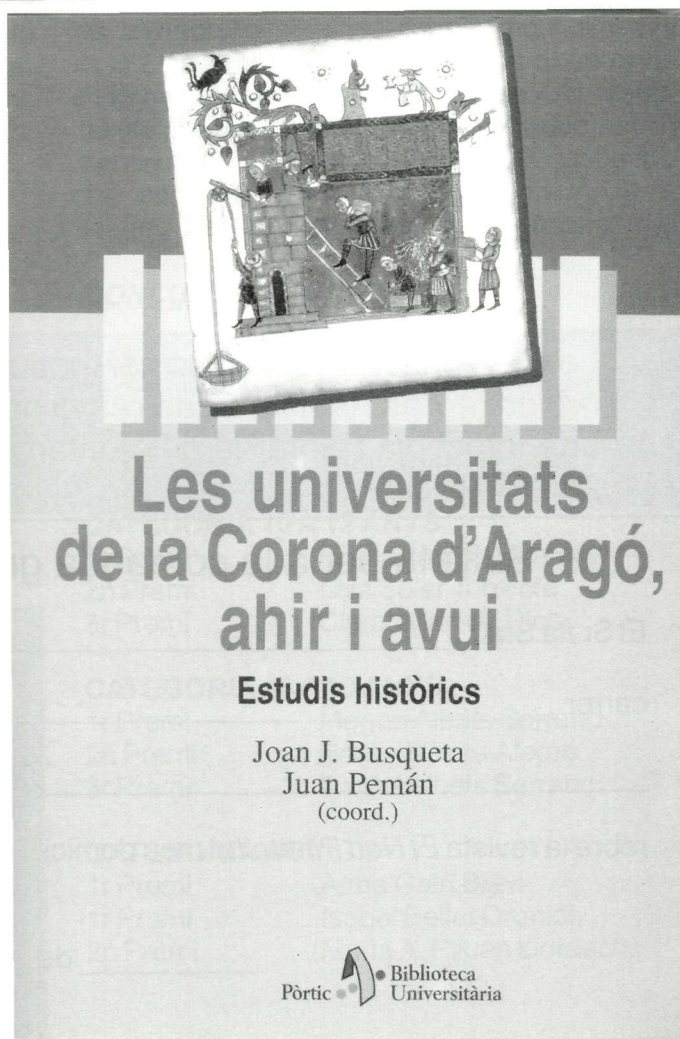 Les universitats
de la Corona d'Aragó,
ahir i avui
Estudis històrics
Joan J. Busqueta
Juan Pemán
(coord.)
Pòrtic Biblioteca
Universitària